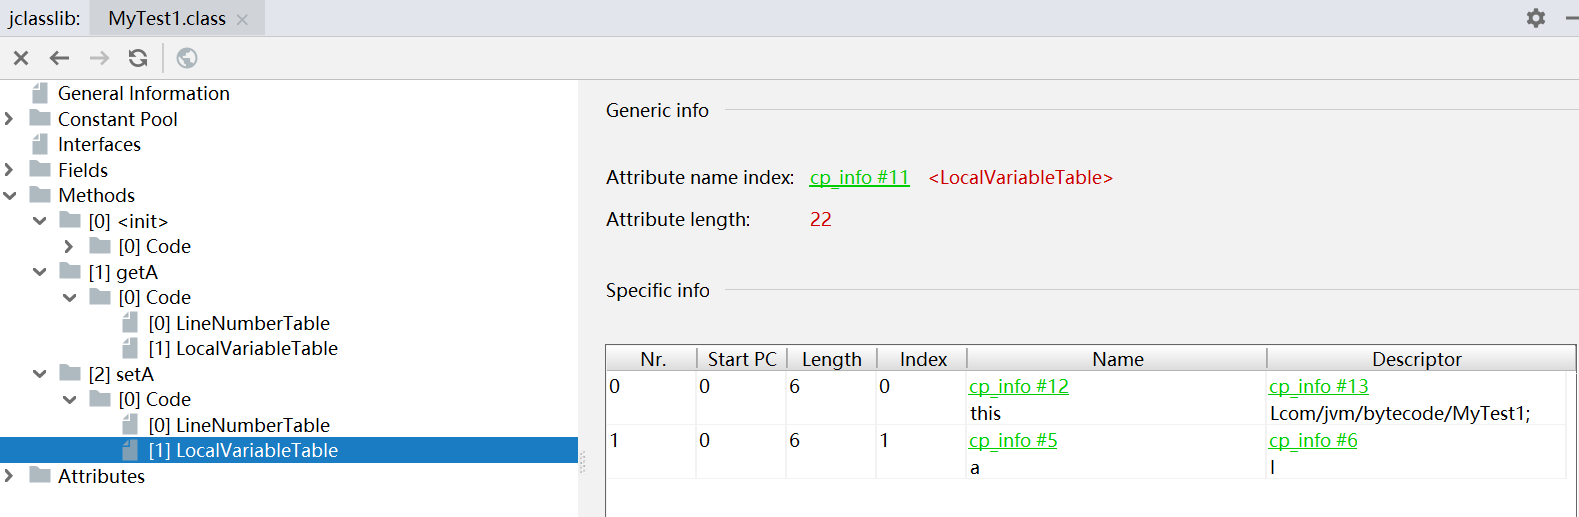 jclasslib: MyTest1.class
General Information
Constant Pool
Interfaces
Fields
Methods
[0] <init>
[0] Code
[1] getA
[0] Code
[0] LineNumberTable
[1] LocalVariableTable
[2] setA
[0] Code
[0] LineNumberTable
[1] LocalVariableTable
Attributes
Generic info
Attribute name index: cp_info #11 <LocalVariableTable>
Attribute length: 22
Specific info
Nr. Start PC Length Index Name Descriptor
0 0 6 0 cp_info #12 cp_info #13
this Lcom/jvm/bytecode/MyTest1;
1 0 6 1 cp_info #5 cp_info #6
a I